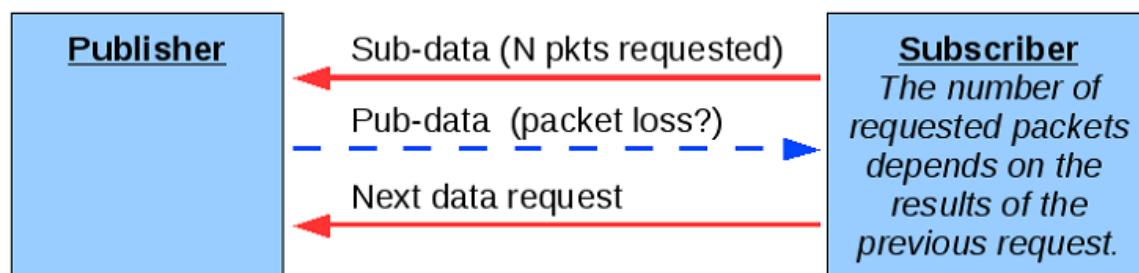 Publisher
Sub-data (N pkts requested)
Pub-data (packet loss?)
Next data request
Subscriber
The number of
requested packets
depends on the
results of the
previous request.